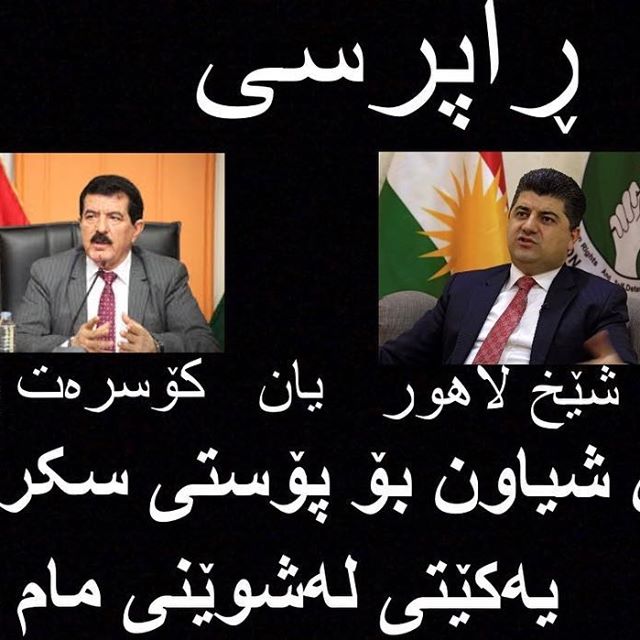 ڕاپرسی
شێخ لاهور یان کۆسرەت
شیاون بۆ پۆستی سکر
یەکێتی لەشوێنی مام